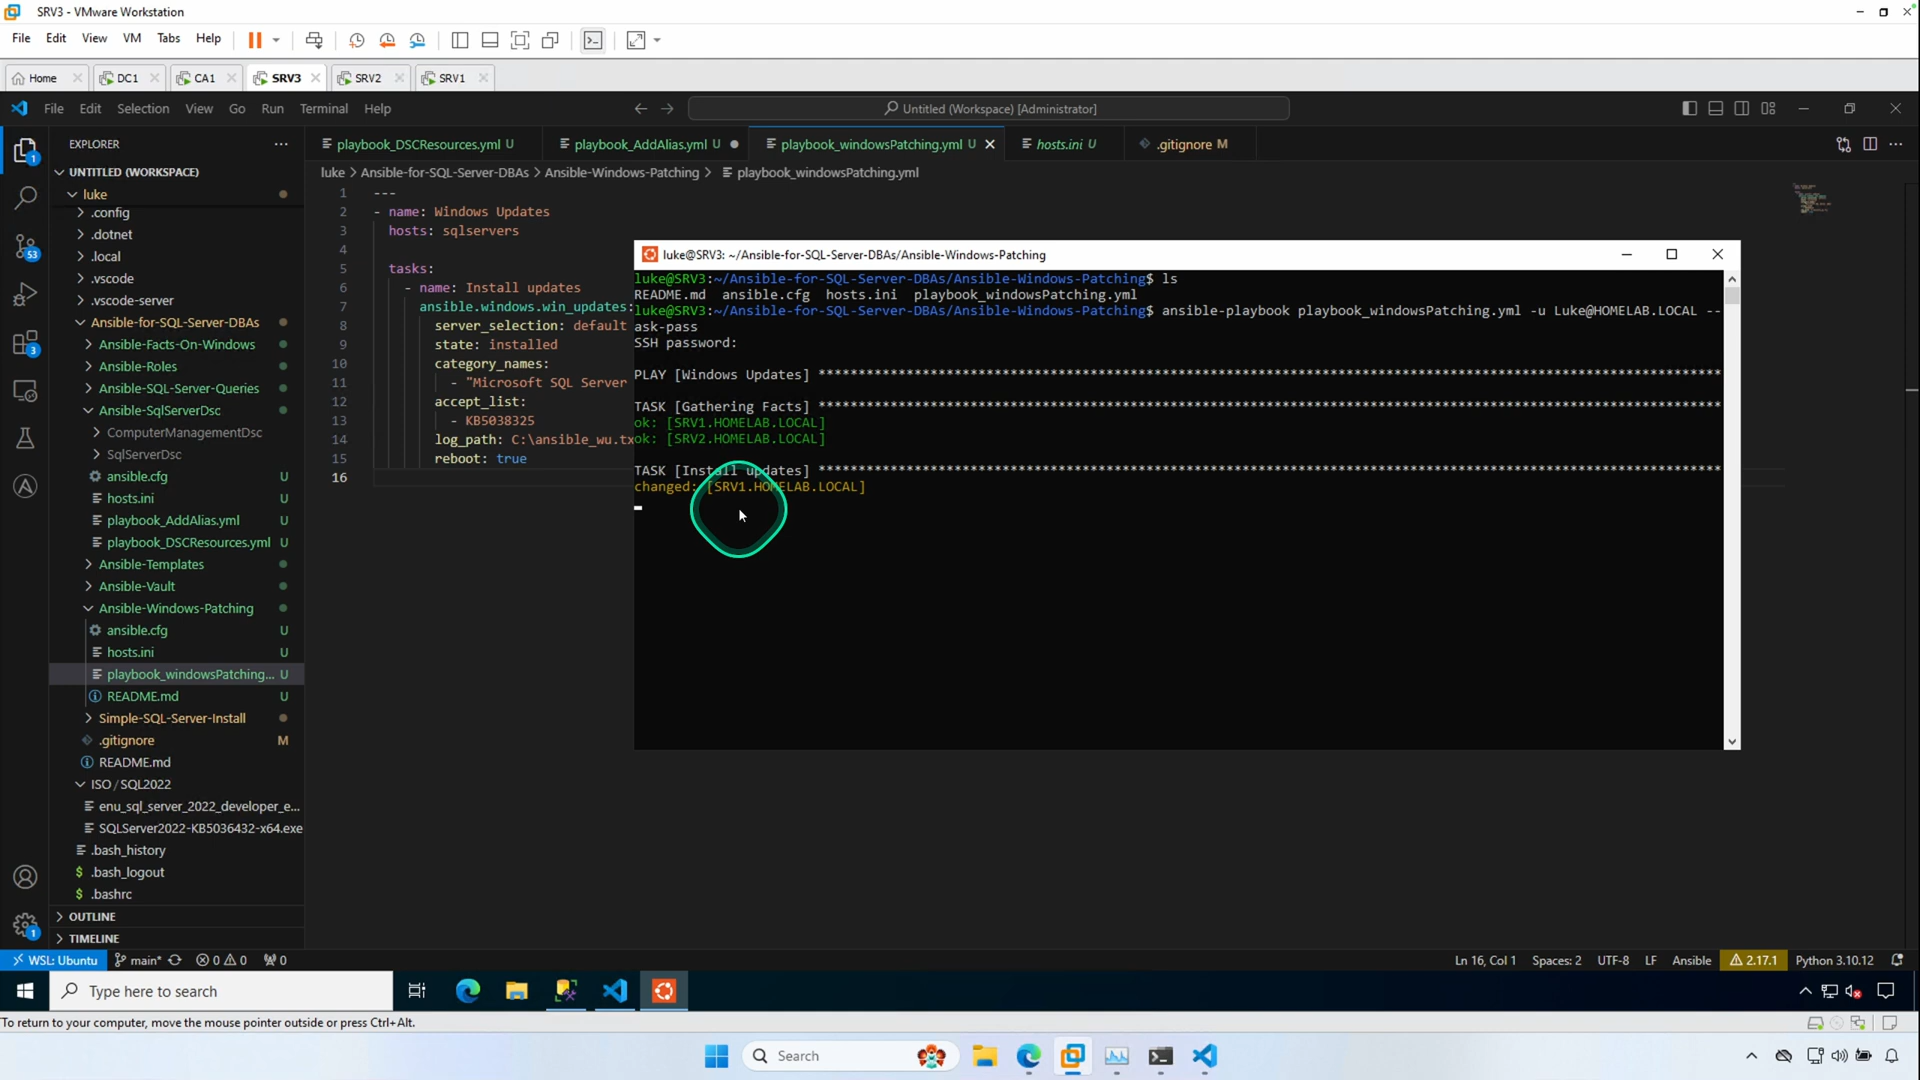 SRV3 - VMware Workstation
File Edit View VM Tabs Help
Home DC1 CA1 SRV3 SRV2 SRV1
File Edit Selection View Go Run Terminal Help
Untitled (Workspace) [Administrator]
EXPLORER
playbook_DSCResources.yml U
playbook_AddAlias.yml U
playbook_windowsPatching.yml U
hosts.ini U
.gitignore M
luke > Ansible-for-SQL-Server-DBAs > Ansible-Windows-Patching > playbook_windowsPatching.yml
UNTITLED (WORKSPACE)
luke
.config
.dotnet
.local
.vscode
.vscode-server
Ansible-for-SQL-Server-DBAs
Ansible-Facts-On-Windows
Ansible-Roles
Ansible-SQL-Server-Queries
Ansible-SqlServerDsc
ComputerManagementDsc
SqlServerDsc
ansible.cfg U
hosts.ini U
playbook_AddAlias.yml U
playbook_DSCResources.yml U
Ansible-Templates
Ansible-Vault
Ansible-Windows-Patching
ansible.cfg U
hosts.ini U
playbook_windowsPatching... U
README.md U
Simple-SQL-Server-Install
.gitignore M
README.md
ISO / SQL2022
enu_sql_server_2022_developer_e...
SQLServer2022-KB5036432-x64.exe
.bash_history
.bash_logout
.bashrc
OUTLINE
TIMELINE
1
53
3
1
1 ---
2 - name: Windows Updates
3 hosts: sqlservers
4
5 tasks:
6 - name: Install updates
7 ansible.windows.win_updates:
8 server_selection: default
9 state: installed
10 category_names:
11 - "Microsoft SQL Server
12 accept_list:
13 - KB5038325
14 log_path: C:\ansible_wu.tx
15 reboot: true
16
luke@SRV3: ~/Ansible-for-SQL-Server-DBAs/Ansible-Windows-Patching
luke@SRV3:~/Ansible-for-SQL-Server-DBAs/Ansible-Windows-Patching$ ls
README.md ansible.cfg hosts.ini playbook_windowsPatching.yml
luke@SRV3:~/Ansible-for-SQL-Server-DBAs/Ansible-Windows-Patching$ ansible-playbook playbook_windowsPatching.yml -u Luke@HOMELAB.LOCAL --
ask-pass
SSH password:
PLAY [Windows Updates] ******************************************************************************************************************
TASK [Gathering Facts] ******************************************************************************************************************
ok: [SRV1.HOMELAB.LOCAL]
ok: [SRV2.HOMELAB.LOCAL]
TASK [Install updates] ******************************************************************************************************************
changed: [SRV1.HOMELAB.LOCAL]
WSL: Ubuntu main* 0 0 0
Ln 16, Col 1 Spaces: 2 UTF-8 LF Ansible 2.17.1 Python 3.10.12
Type here to search
To return to your computer, move the mouse pointer outside or press Ctrl+Alt.
Search